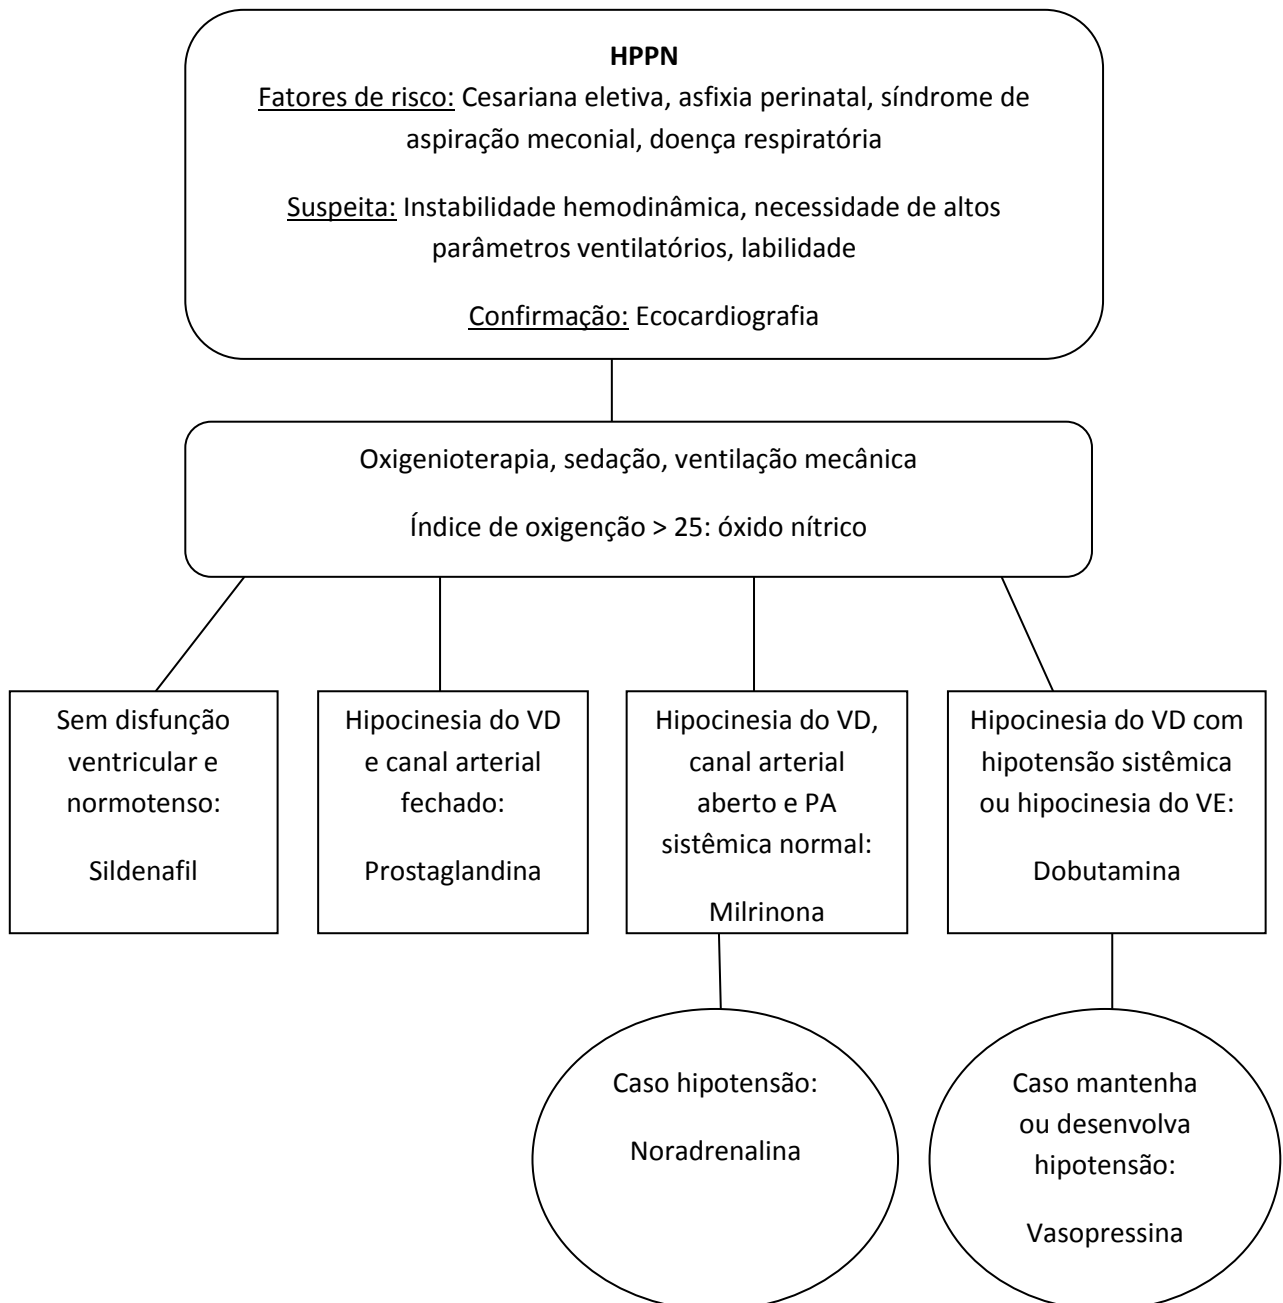 HPPN
Fatores de risco: Cesariana eletiva, asfixia perinatal, síndrome de
aspiração meconial, doença respiratória
Suspeita: Instabilidade hemodinâmica, necessidade de altos
parâmetros ventilatórios, labilidade
Confirmação: Ecocardiografia
Oxigenioterapia, sedação, ventilação mecânica
Índice de oxigenção > 25: óxido nítrico
Sem disfunção
ventricular e
normotenso:
Sildenafil
Hipocinesia do VD
e canal arterial
fechado:
Prostaglandina
Hipocinesia do VD,
canal arterial
aberto e PA
sistêmica normal:
Milrinona
Hipocinesia do VD com
hipotensão sistêmica
ou hipocinesia do VE:
Dobutamina
Caso hipotensão:
Noradrenalina
Caso mantenha
ou desenvolva
hipotensão:
Vasopressina